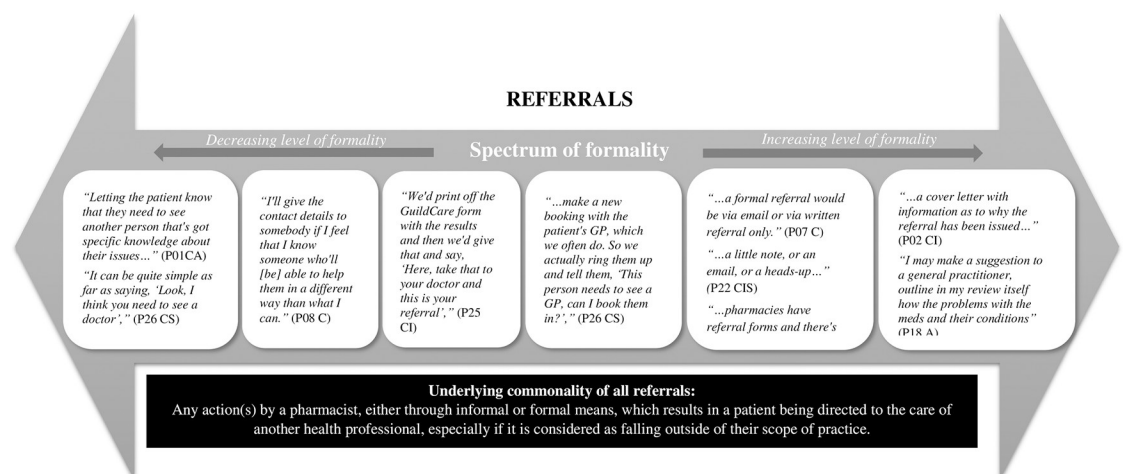 REFERRALS
Decreasing level of formality
Spectrum of formality
Increasing level of formality
“Letting the patient know
that they need to see
another person that's got
specific knowledge about
their issues…” (P01CA)
“It can be quite simple as
far as saying, ‘Look, I
think you need to see a
doctor’,” (P26 CS)
“I'll give the
contact details to
somebody if I feel
that I know
someone who'll
[be] able to help
them in a different
way than what I
can.” (P08 C)
“We'd print off the
GuildCare form
with the results
and then we'd give
that and say,
‘Here, take that to
your doctor and
this is your
referral’,” (P25
CI)
“…make a new
booking with the
patient's GP, which
we often do. So we
actually ring them up
and tell them, ‘This
person needs to see a
GP, can I book them
in?’,” (P26 CS)
“…a formal referral would
be via email or via written
referral only.” (P07 C)
“…a little note, or an
email, or a heads-up…”
(P22 CIS)
“…pharmacies have
referral forms and there's
“…a cover letter with
information as to why the
referral has been issued…”
(P02 CI)
“I may make a suggestion to
a general practitioner,
outline in my review itself
how the problems with the
meds and their conditions”
(P18 A)
Underlying commonality of all referrals:
Any action(s) by a pharmacist, either through informal or formal means, which results in a patient being directed to the care of
another health professional, especially if it is considered as falling outside of their scope of practice.